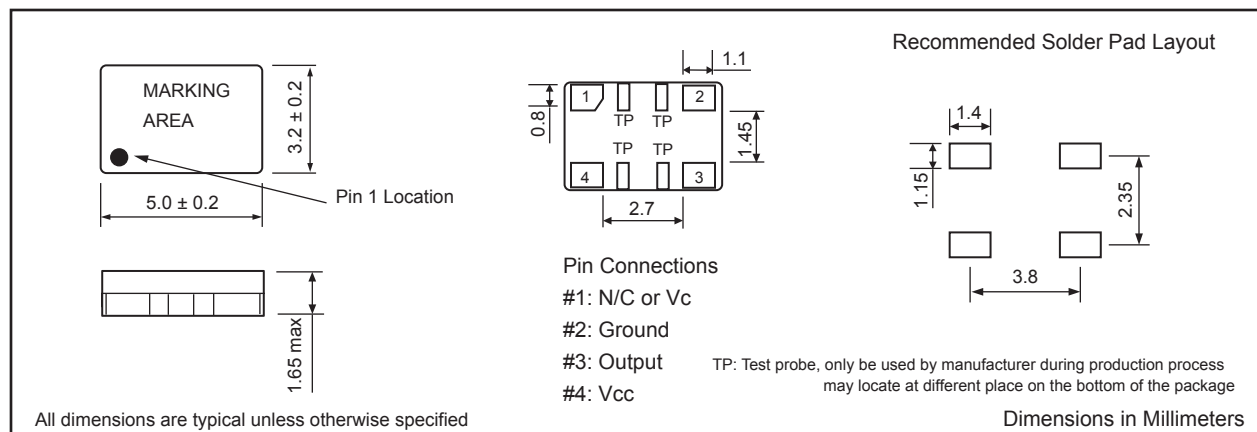 Recommended Solder Pad Layout
MARKING
AREA
3.2 ± 0.2
Pin 1 Location
5.0 ± 0.2
1.65 max
1.1
1
2
0.8
TP
TP
TP
TP
1.45
4
3
2.7
1.4
1.15
2.35
3.8
Pin Connections
#1: N/C or Vc
#2: Ground
#3: Output
#4: Vcc
TP: Test probe, only be used by manufacturer during production process
may locate at different place on the bottom of the package
All dimensions are typical unless otherwise specified
Dimensions in Millimeters